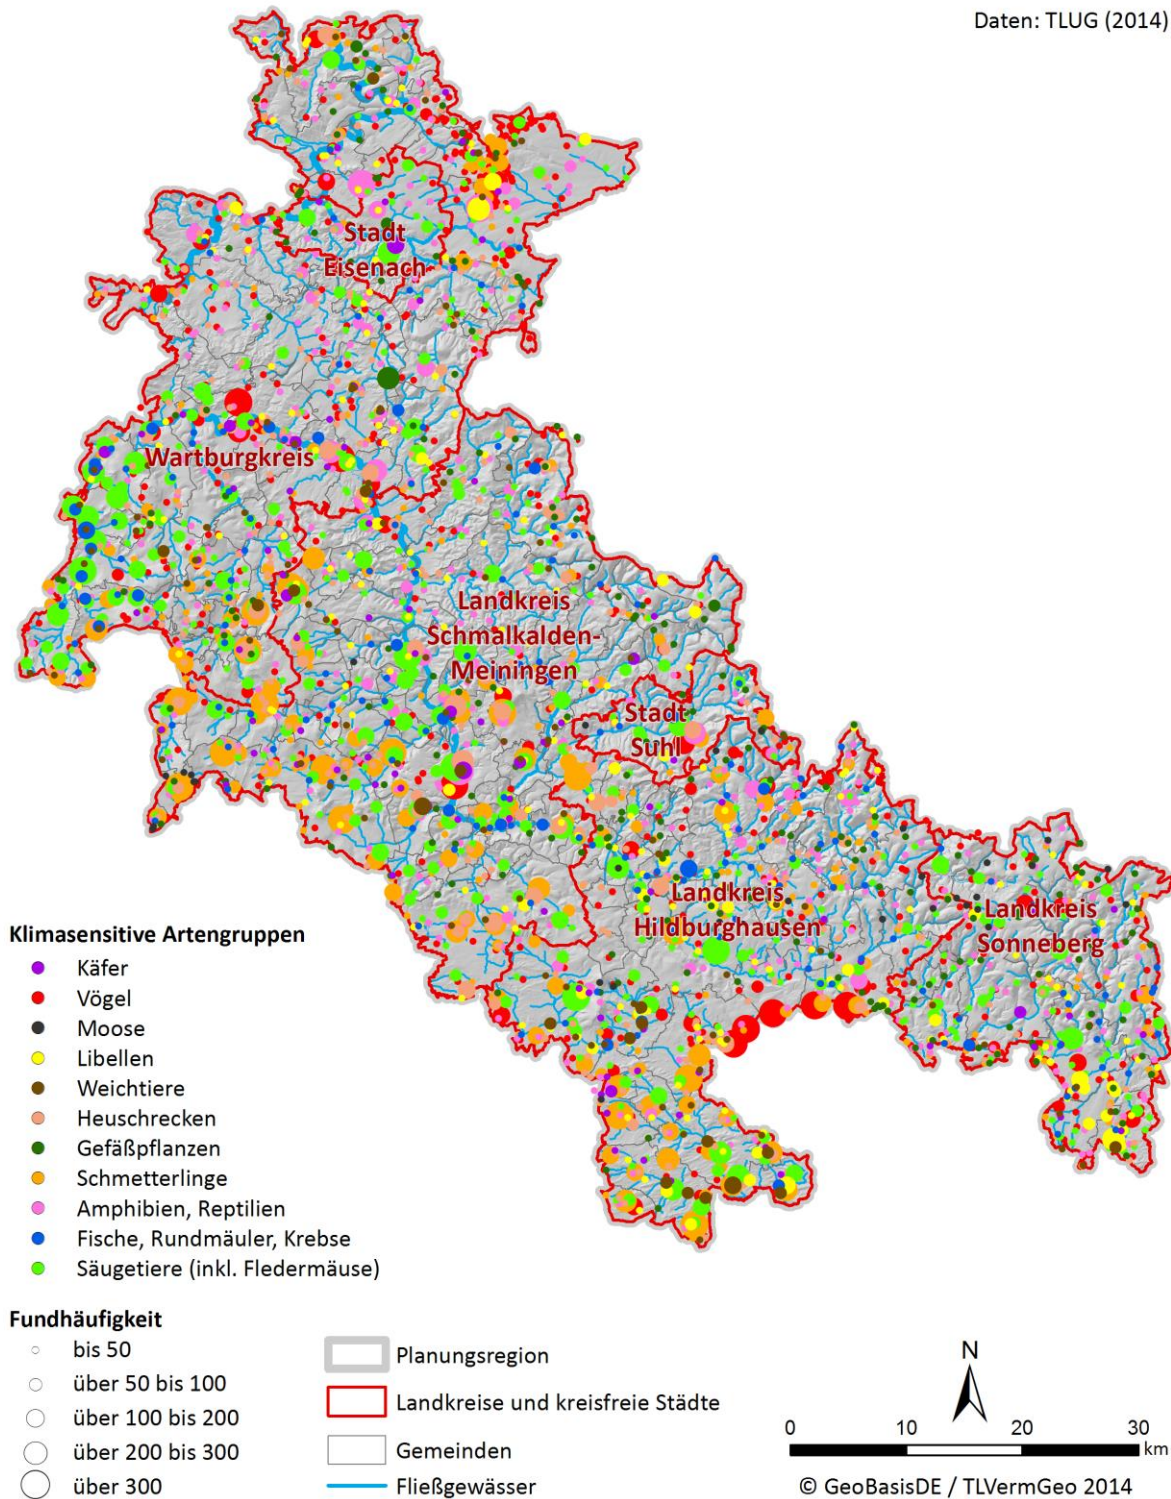 Daten: TLUG (2014)
Stadt
Eisenach
Wartburgkreis
Landkreis
Schmalkalden-
Meiningen
Stadt
Suhl
Landkreis
Hildburghausen
Landkreis
Sonneberg
Klimasensitive Artengruppen
Käfer
Vögel
Moose
Libellen
Weichtiere
Heuschrecken
Gefäßpflanzen
Schmetterlinge
Amphibien, Reptilien
Fische, Rundmäuler, Krebse
Säugetiere (inkl. Fledermäuse)
Fundhäufigkeit
bis 50
über 50 bis 100
über 100 bis 200
über 200 bis 300
über 300
Planungsregion
Landkreise und kreisfreie Städte
Gemeinden
Fließgewässer
N
0 10 20 30
km
© GeoBasisDE / TLVermGeo 2014